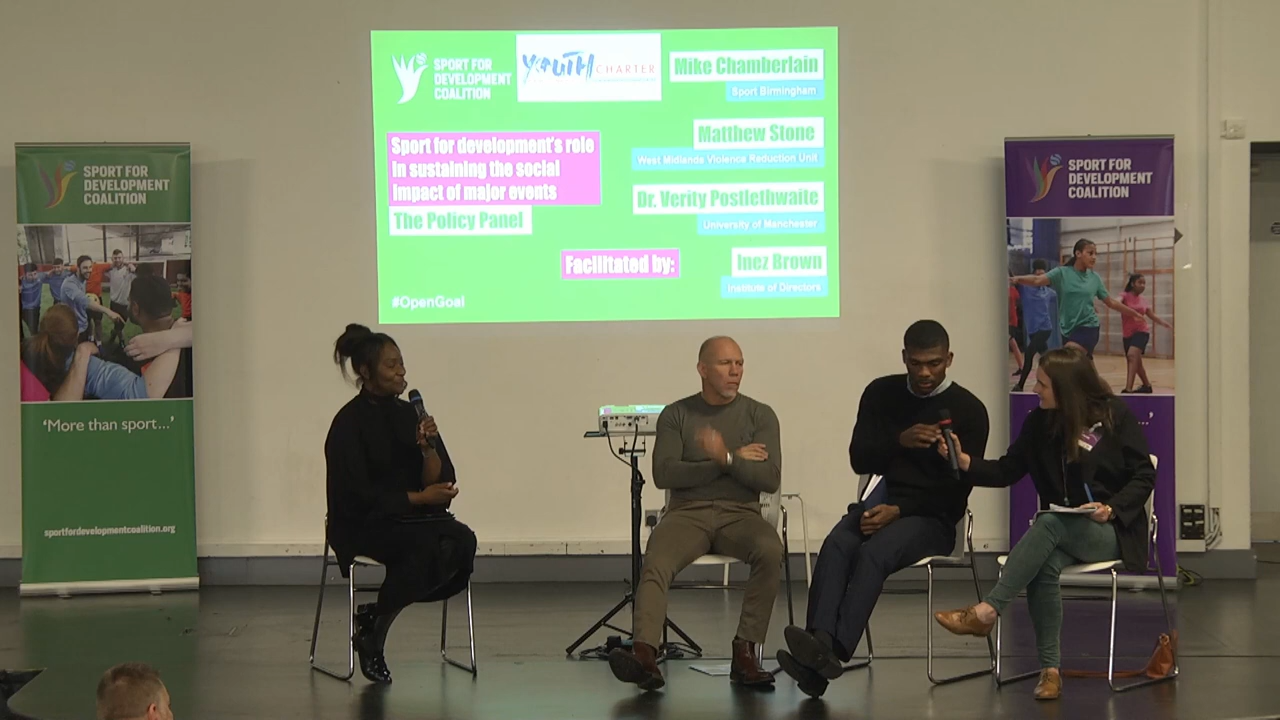 SPORT FOR
DEVELOPMENT
COALITION
YOUTH CHARTER
Mike Chamberlain
Sport Birmingham
Matthew Stone
West Midlands Violence Reduction Unit
Dr. Verity Postlethwaite
University of Manchester
Sport for development's role
in sustaining the social
impact of major events
The Policy Panel
Facilitated by:
Inez Brown
Institute of Directors
#OpenGoal
SPORT FOR
DEVELOPMENT
COALITION
'More than sport...'
sportfordevelopmentcoalition.org
SPORT FOR
DEVELOPMENT
COALITION
...'